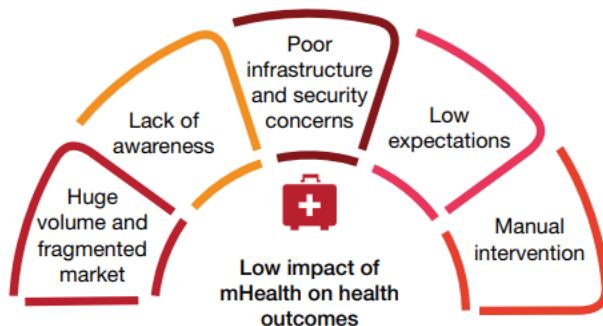 Huge
volume and
fragmented
market
Lack of
awareness
Poor
infrastructure
and security
concerns
Low
expectations
Manual
intervention
Low impact of
mHealth on health
outcomes